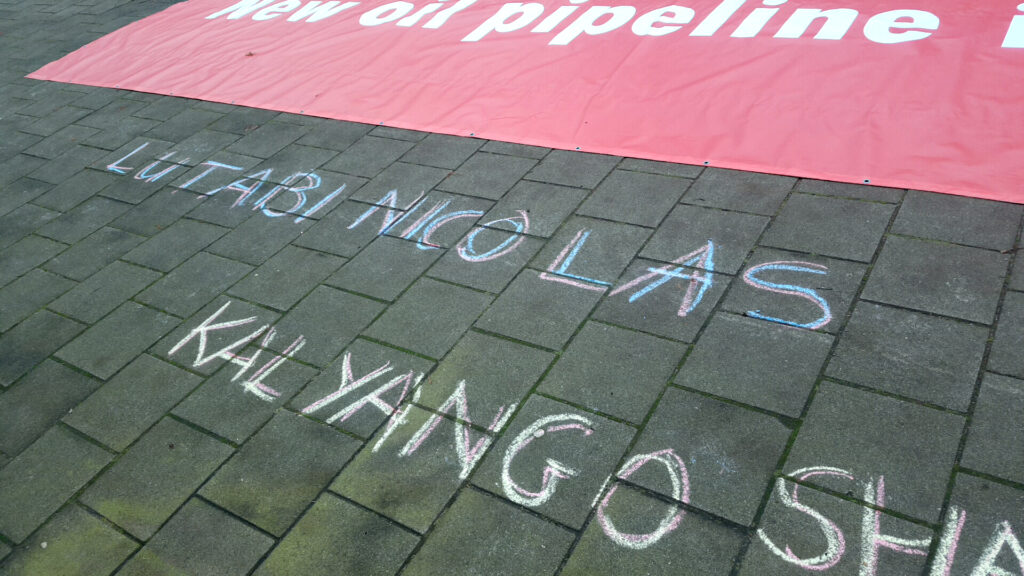 New oil pipeline i
LUTABI NICOLAS
KALYANGO SHA